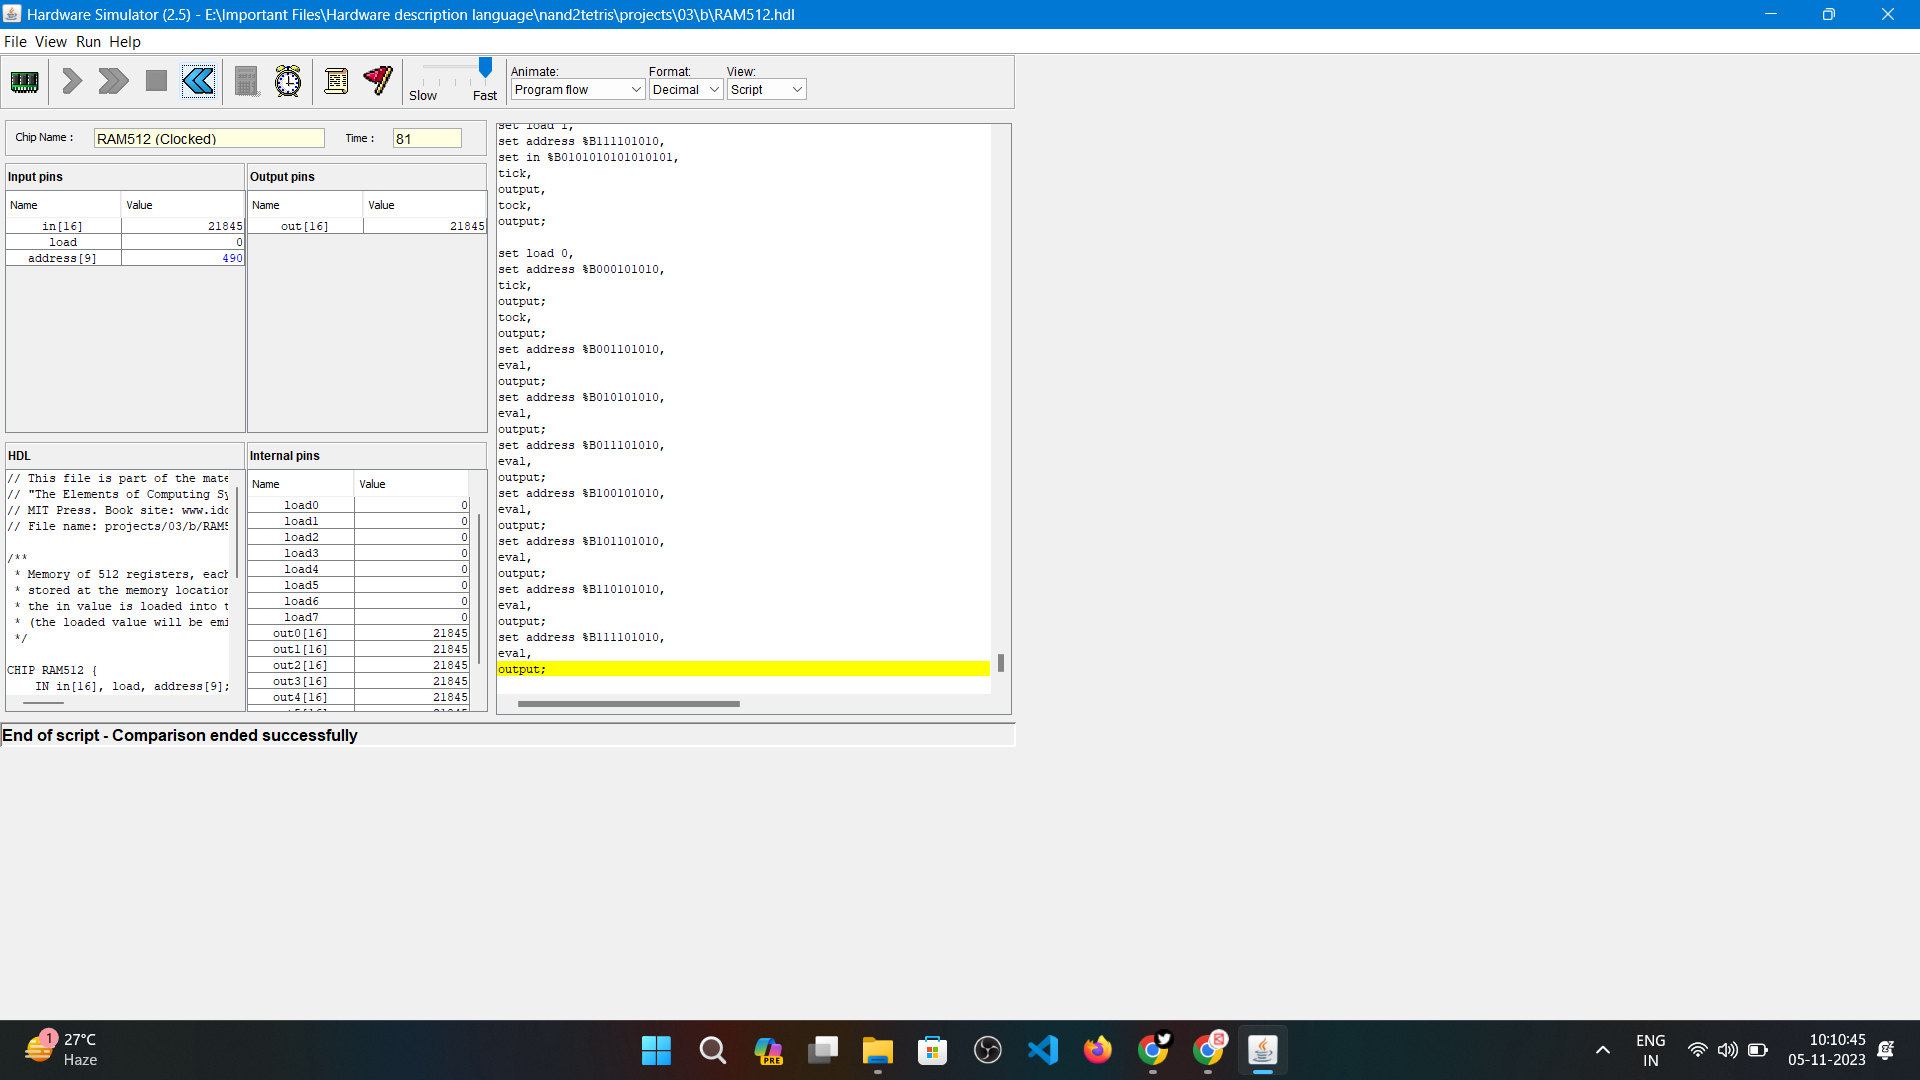 Hardware Simulator (2.5) - E:\Important Files\Hardware description language\nand2tetris\projects\03\b\RAM512.hdl
File View Run Help
Slow Fast
Animate: Format: View:
Program flow Decimal Script
Chip Name : RAM512 (Clocked) Time : 81
Input pins
Name Value
in[16] 21845
load 0
address[9] 490
Output pins
Name Value
out[16] 21845
HDL
// This file is part of the mate
// "The Elements of Computing Sy
// MIT Press. Book site: www.idc
// File name: projects/03/b/RAM5
/**
* Memory of 512 registers, each
* stored at the memory location
* the in value is loaded into t
* (the loaded value will be emi
*/
CHIP RAM512 {
IN in[16], load, address[9];
Internal pins
Name Value
load0 0
load1 0
load2 0
load3 0
load4 0
load5 0
load6 0
load7 0
out0[16] 21845
out1[16] 21845
out2[16] 21845
out3[16] 21845
out4[16] 21845
set load 1,
set address %B111101010,
set in %B0101010101010101,
tick,
output,
tock,
output;
set load 0,
set address %B000101010,
tick,
output;
tock,
output;
set address %B001101010,
eval,
output;
set address %B010101010,
eval,
output;
set address %B011101010,
eval,
output;
set address %B100101010,
eval,
output;
set address %B101101010,
eval,
output;
set address %B110101010,
eval,
output;
set address %B111101010,
eval,
output;
End of script - Comparison ended successfully
1
27°C
Haze
PRE
ENG
IN
10:10:45
05-11-2023